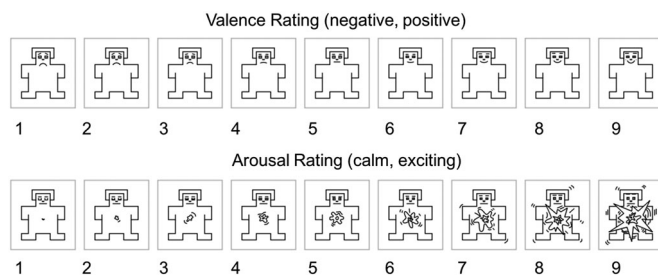 Valence Rating (negative, positive)
1 2 3 4 5 6 7 8 9
Arousal Rating (calm, exciting)
1 2 3 4 5 6 7 8 9